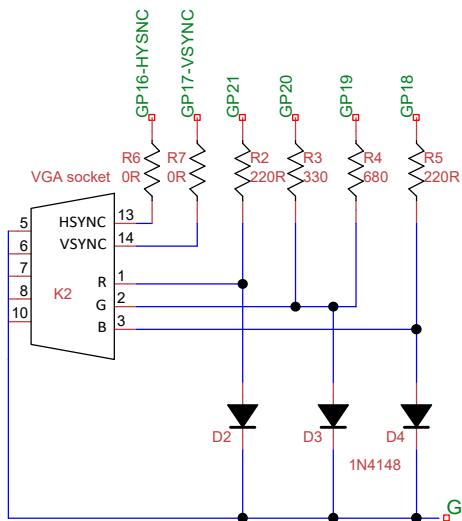 GP16-HYSNC
GP17-VSYNC
GP21
GP20
GP19
GP18
R6
0R
R7
0R
R2
220R
R3
330
R4
680
R5
220R
VGA socket
5
6
7
8
10
K2
HSYNC 13
VSYNC 14
R 1
G 2
B 3
D2
D3
D4
1N4148
G